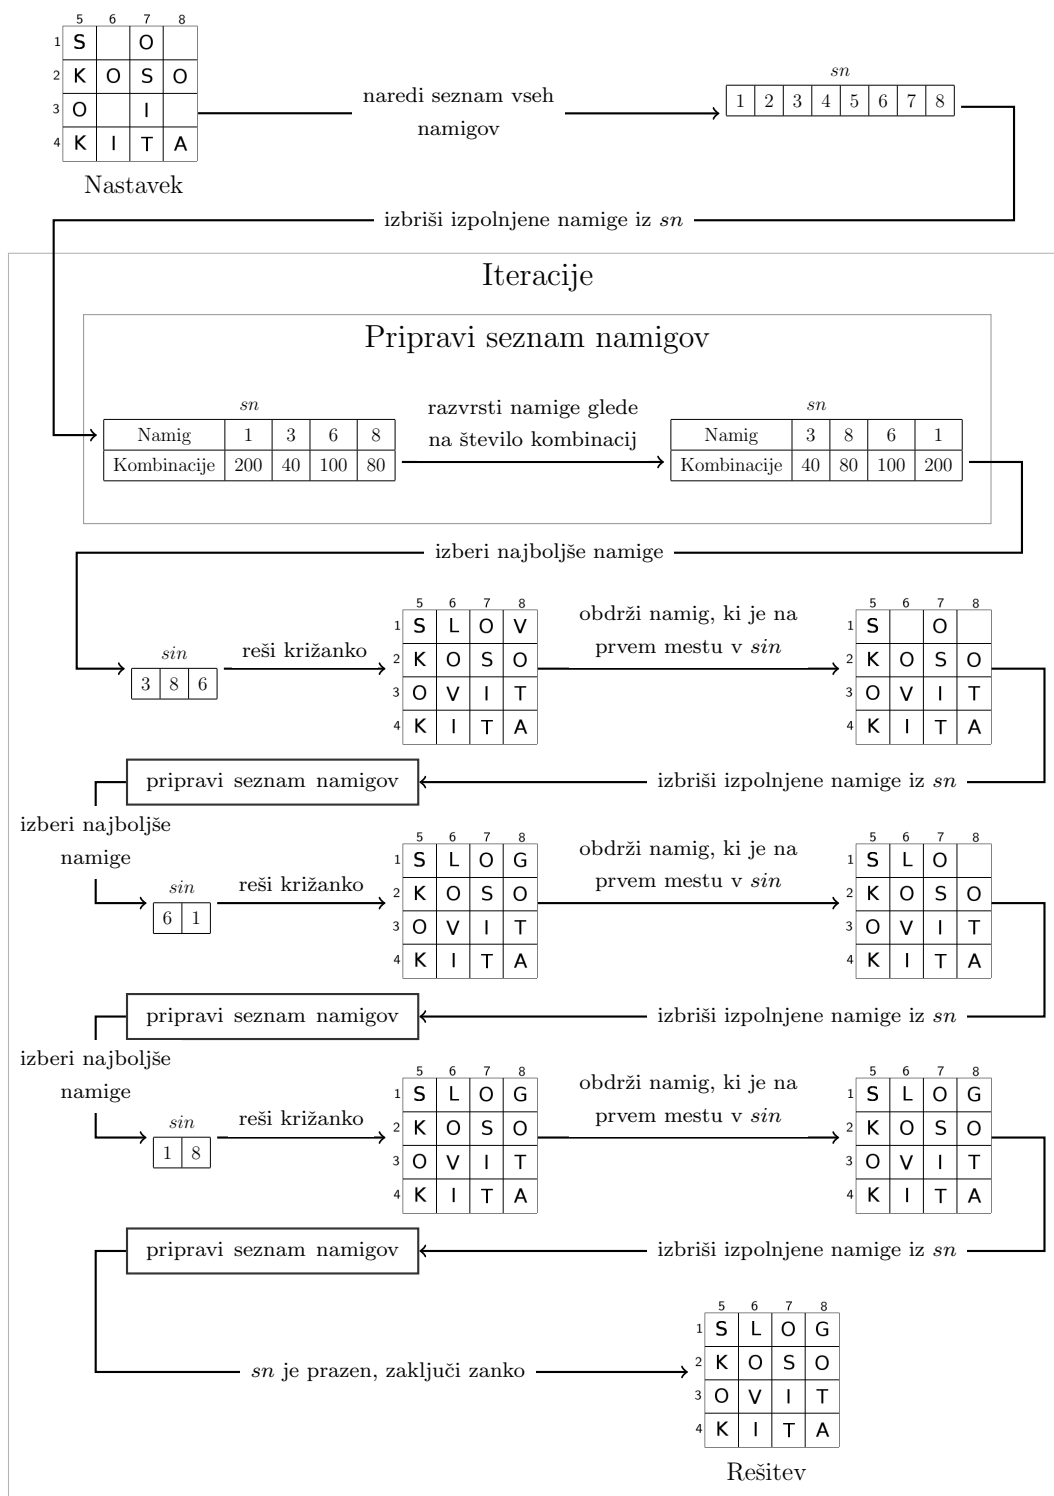 5 6 7 8
1 S O
2 K O S O
3 O I
4 K I T A
Nastavek
naredi seznam vseh
namigov
sn
1 2 3 4 5 6 7 8
izbriši izpolnjene namige iz sn
Iteracije
Pripravi seznam namigov
sn
Namig 1 3 6 8
Kombinacije 200 40 100 80
razvrsti namige glede
na število kombinacij
sn
Namig 3 8 6 1
Kombinacije 40 80 100 200
izberi najboljše namige
sin
3 8 6
reši križanko
5 6 7 8
1 S L O V
2 K O S O
3 O V I T
4 K I T A
obdrži namig, ki je na
prvem mestu v sin
5 6 7 8
1 S O
2 K O S O
3 O V I T
4 K I T A
izbriši izpolnjene namige iz sn
pripravi seznam namigov
izberi najboljše
namige
sin
6 1
reši križanko
5 6 7 8
1 S L O G
2 K O S O
3 O V I T
4 K I T A
obdrži namig, ki je na
prvem mestu v sin
5 6 7 8
1 S L O
2 K O S O
3 O V I T
4 K I T A
izbriši izpolnjene namige iz sn
pripravi seznam namigov
izberi najboljše
namige
sin
1 8
reši križanko
5 6 7 8
1 S L O G
2 K O S O
3 O V I T
4 K I T A
obdrži namig, ki je na
prvem mestu v sin
5 6 7 8
1 S L O G
2 K O S O
3 O V I T
4 K I T A
izbriši izpolnjene namige iz sn
pripravi seznam namigov
sn je prazen, zaključi zanko
5 6 7 8
1 S L O G
2 K O S O
3 O V I T
4 K I T A
Rešitev